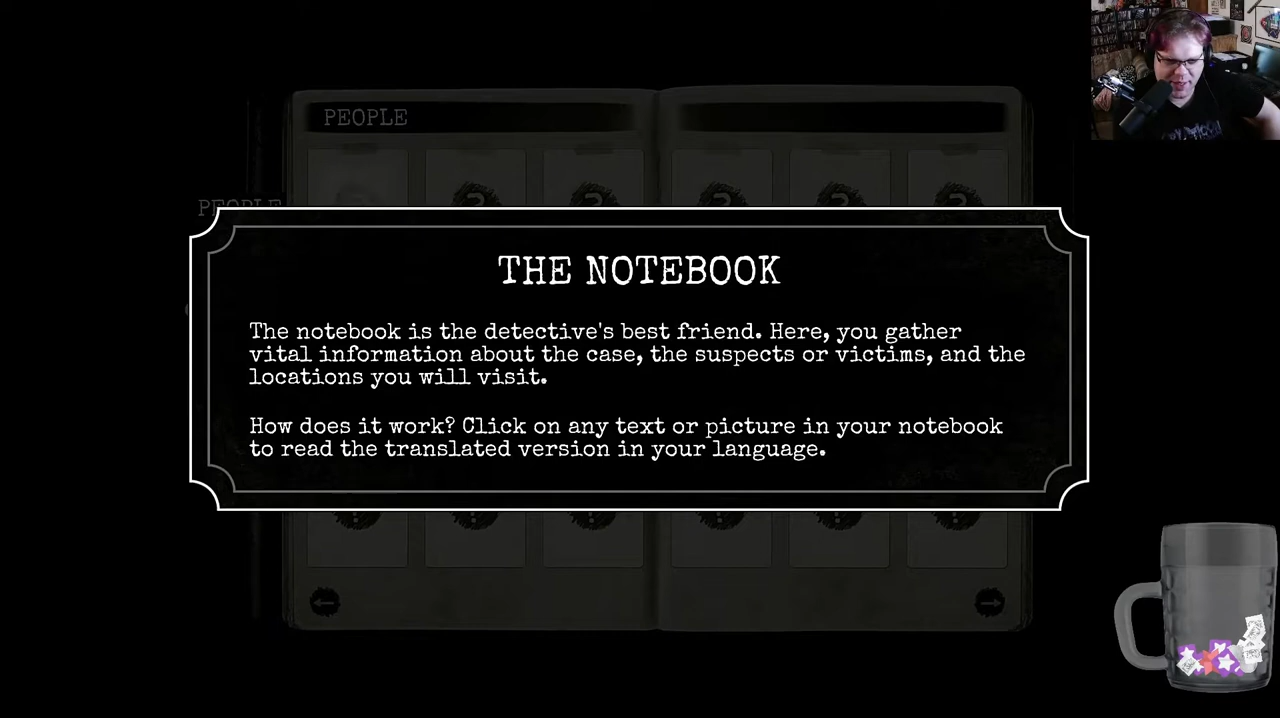 PEOPLE
PEOPLE
THE NOTEBOOK
The notebook is the detective's best friend. Here, you gather
vital information about the case, the suspects or victims, and the
locations you will visit.
How does it work? Click on any text or picture in your notebook
to read the translated version in your language.